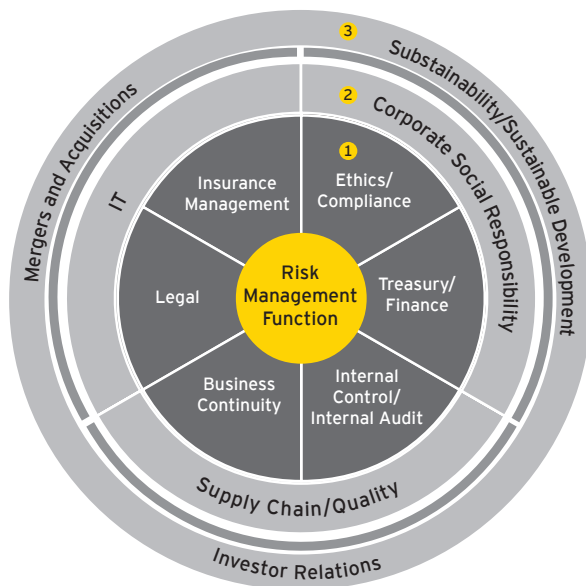 3
Substainability/Sustainable Development
Mergers and Acquisitions
2
Corporate Social Responsibility
IT
1
Insurance
Management
Ethics/
Compliance
Legal
Risk
Management
Function
Treasury/
Finance
Business
Continuity
Internal
Control/
Internal Audit
Supply Chain/Quality
Investor Relations